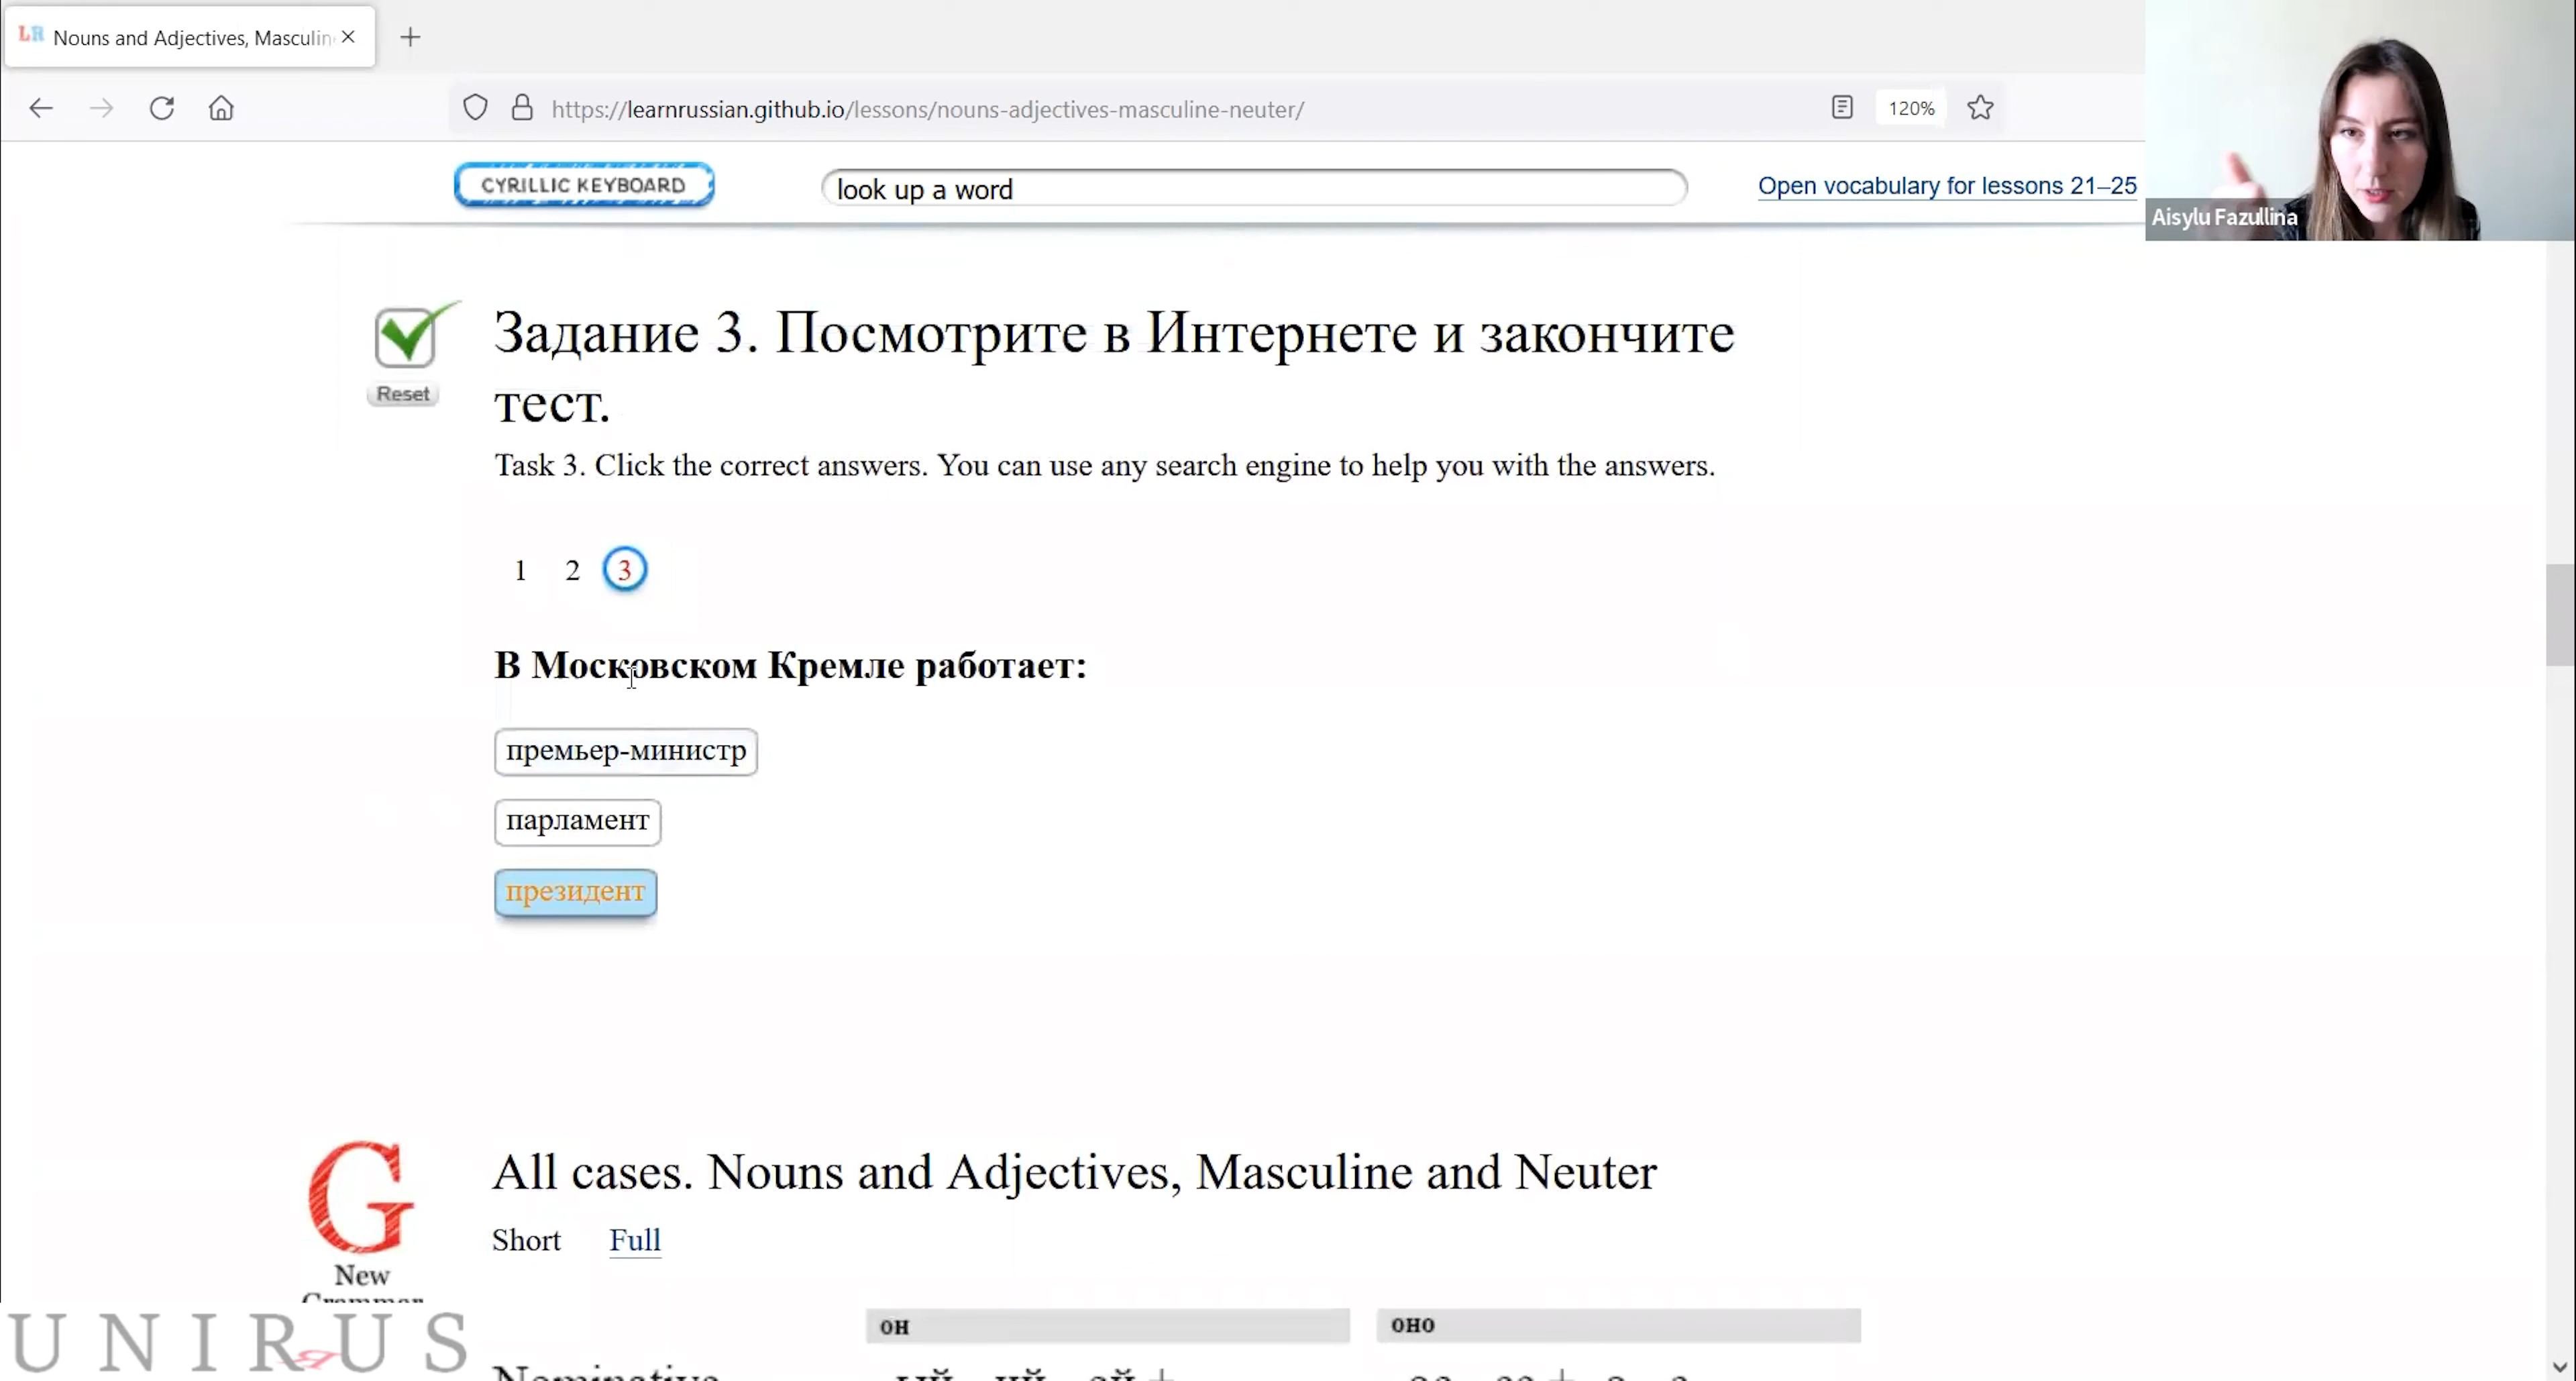 LR Nouns and Adjectives, Masculin
https://learnrussian.github.io/lessons/nouns-adjectives-masculine-neuter/
120%
CYRILLIC KEYBOARD
look up a word
Open vocabulary for lessons 21–25
Aisylu Fazullina
Задание 3. Посмотрите в Интернете и закончите
тест.
Reset
Task 3. Click the correct answers. You can use any search engine to help you with the answers.
1 2 3
В Московском Кремле работает:
премьер-министр
парламент
президент
G
All cases. Nouns and Adjectives, Masculine and Neuter
Short Full
New
Grammar
UNIRUS
он
оно
Nominative